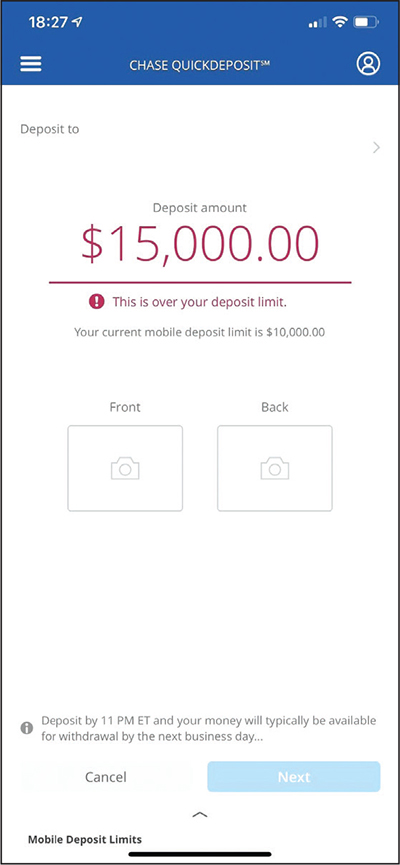 18:27
CHASE QUICKDEPOSIT℠
Deposit to
Deposit amount
$15,000.00
This is over your deposit limit.
Your current mobile deposit limit is $10,000.00
Front Back
Deposit by 11 PM ET and your money will typically be available
for withdrawal by the next business day...
Cancel Next
Mobile Deposit Limits